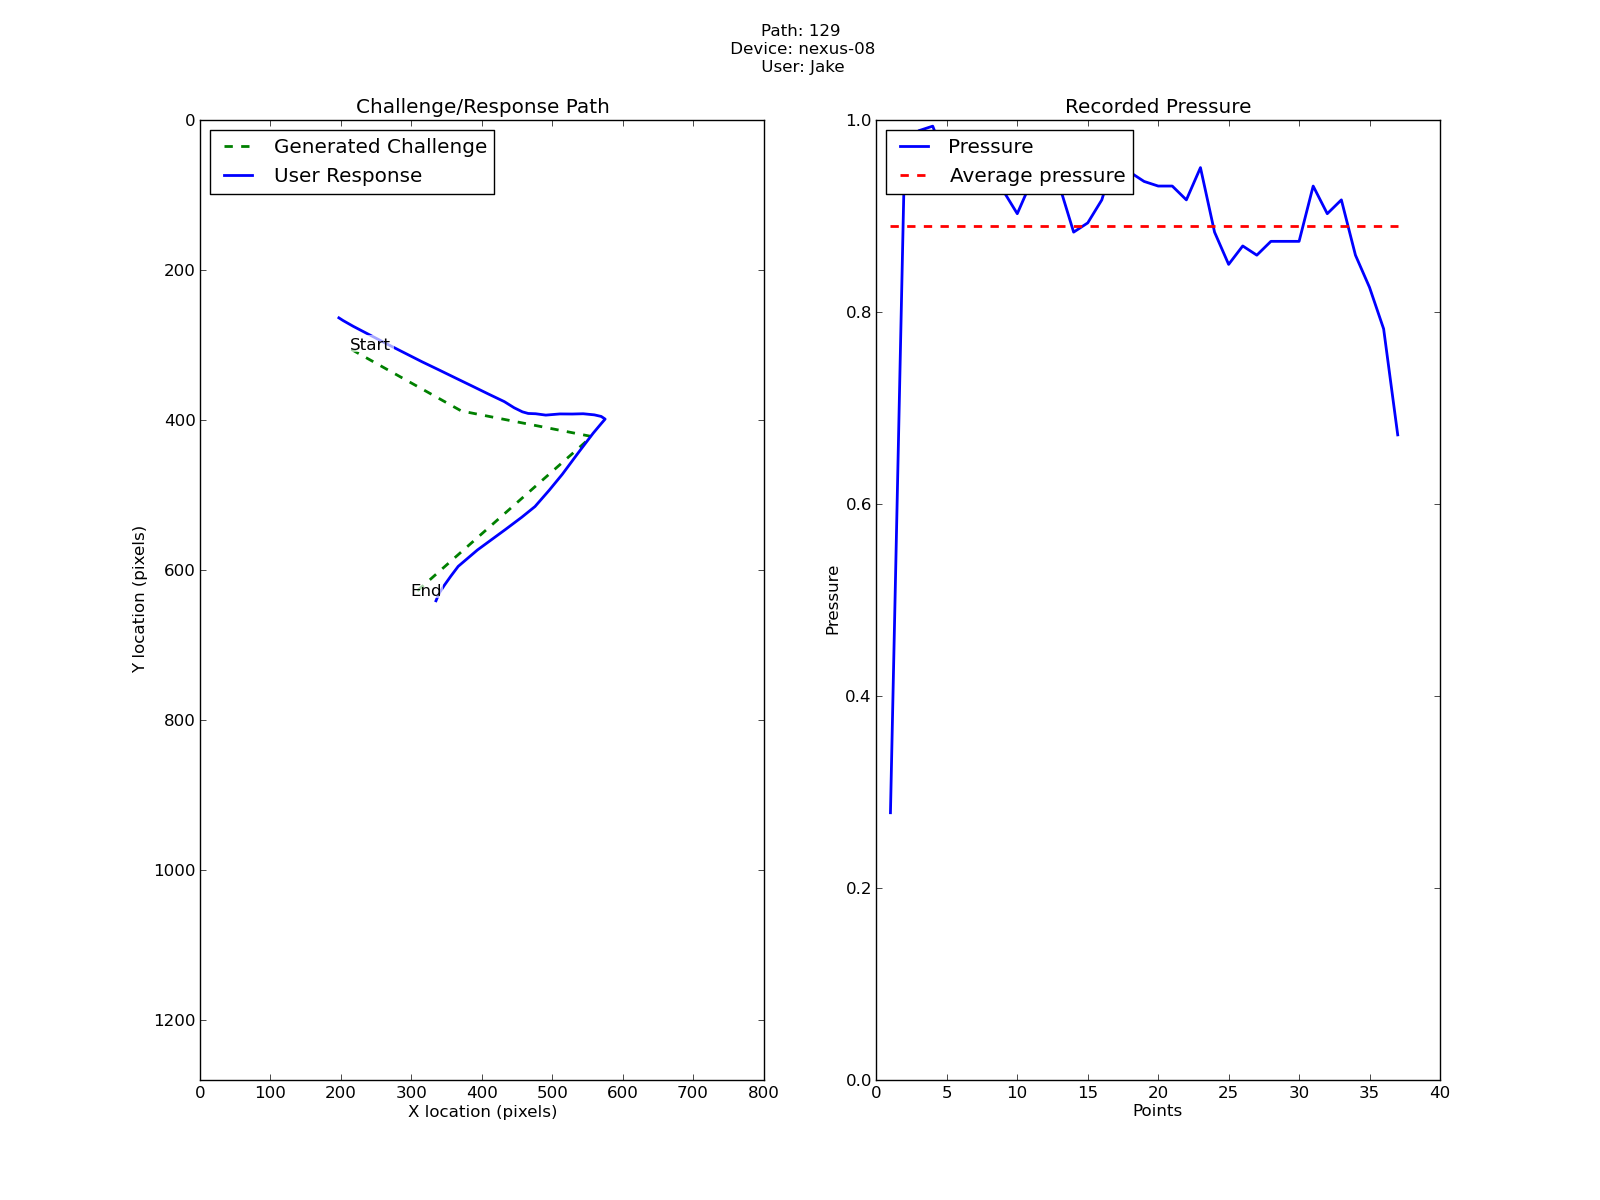 Path: 129
Device: nexus-08
User: Jake
Challenge/Response Path
Generated Challenge
User Response
Start
End
0
200
400
600
800
1000
1200
Y location (pixels)
0 100 200 300 400 500 600 700 800
X location (pixels)
Recorded Pressure
Pressure
Average pressure
1.0
0.8
0.6
0.4
0.2
0.0
Pressure
0 5 10 15 20 25 30 35 40
Points